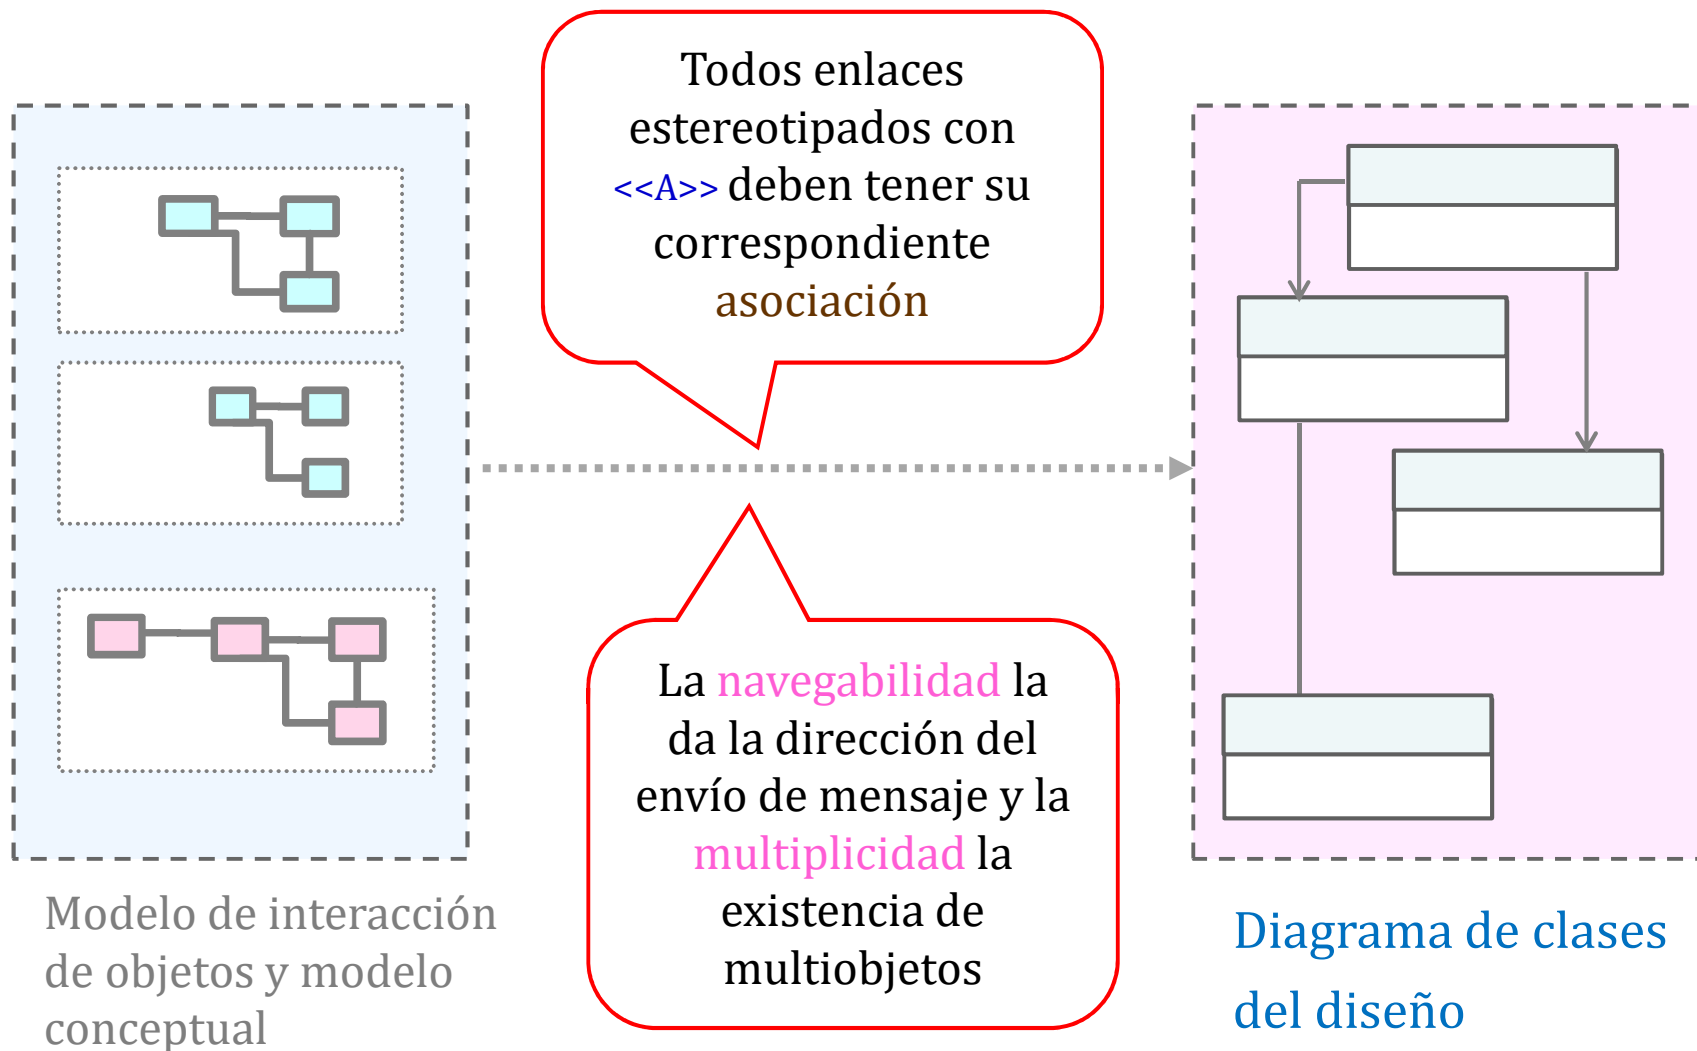 Todos enlaces
estereotipados con
<<A>> deben tener su
correspondiente
asociación
La navegabilidad la
da la dirección del
envío de mensaje y la
multiplicidad la
existencia de
multiobjetos
Modelo de interacción
de objetos y modelo
conceptual
Diagrama de clases
del diseño